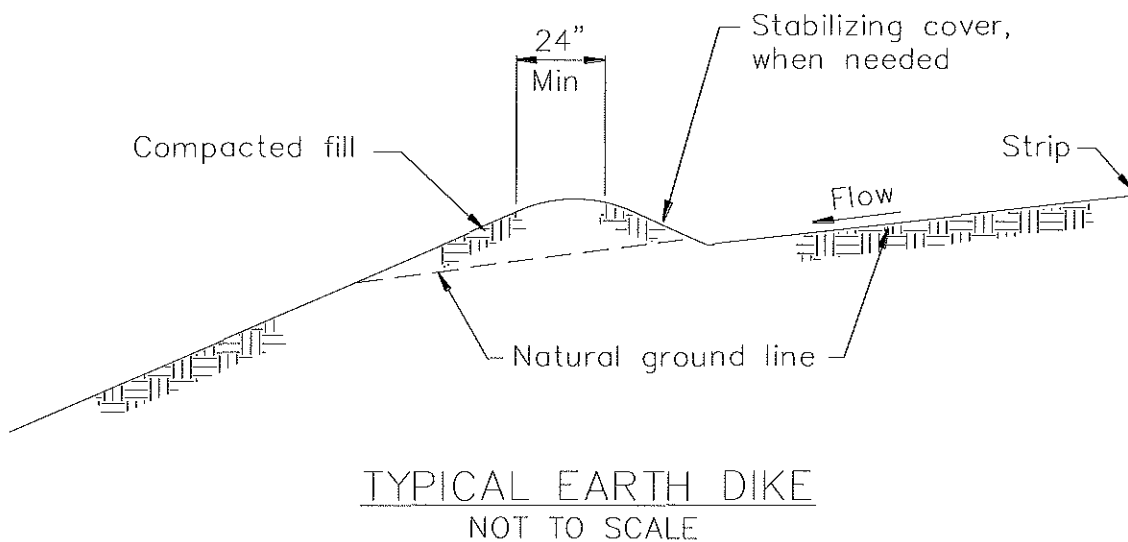 24"
Min
Stabilizing cover,
when needed
Compacted fill
Strip
Flow
Natural ground line
TYPICAL EARTH DIKE
NOT TO SCALE